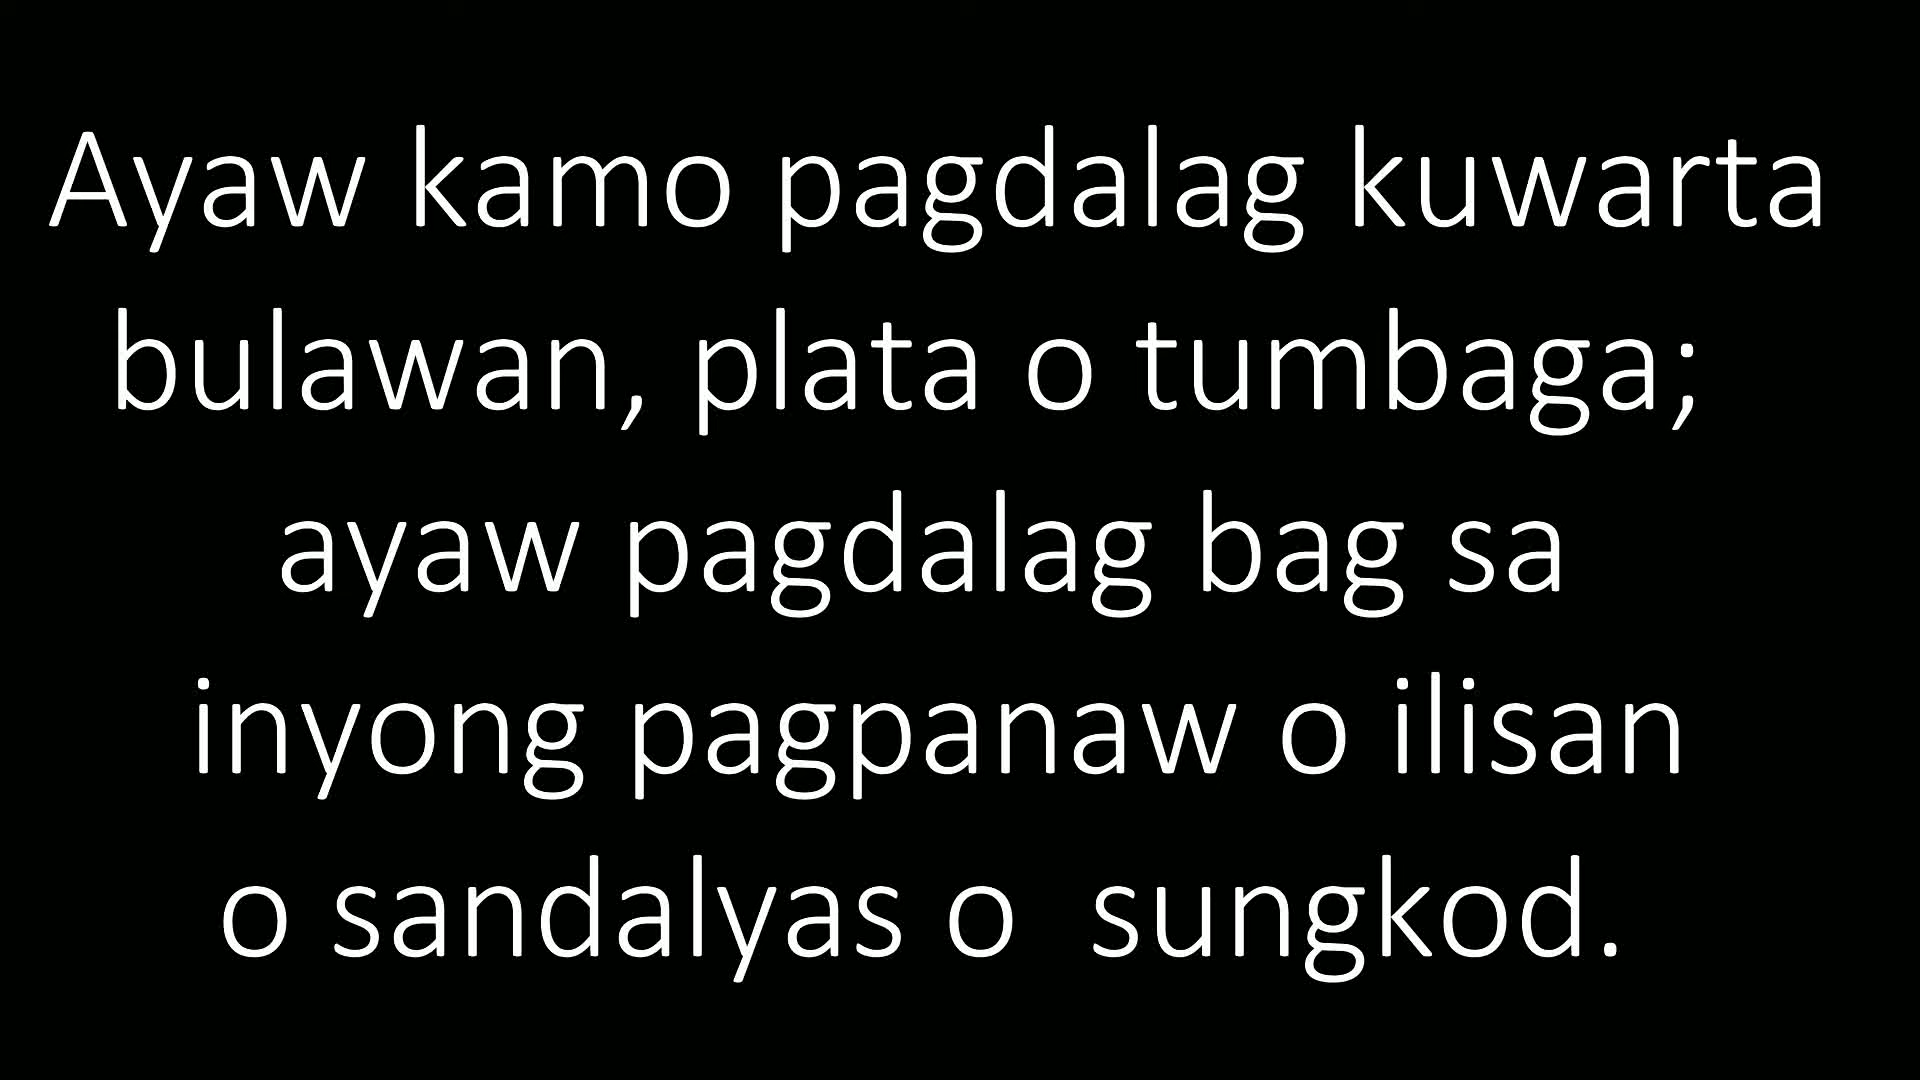 Ayaw kamo pagdalag kuwarta
bulawan, plata o tumbaga;
ayaw pagdalag bag sa
inyong pagpanaw o ilisan
o sandalyas o  sungkod.